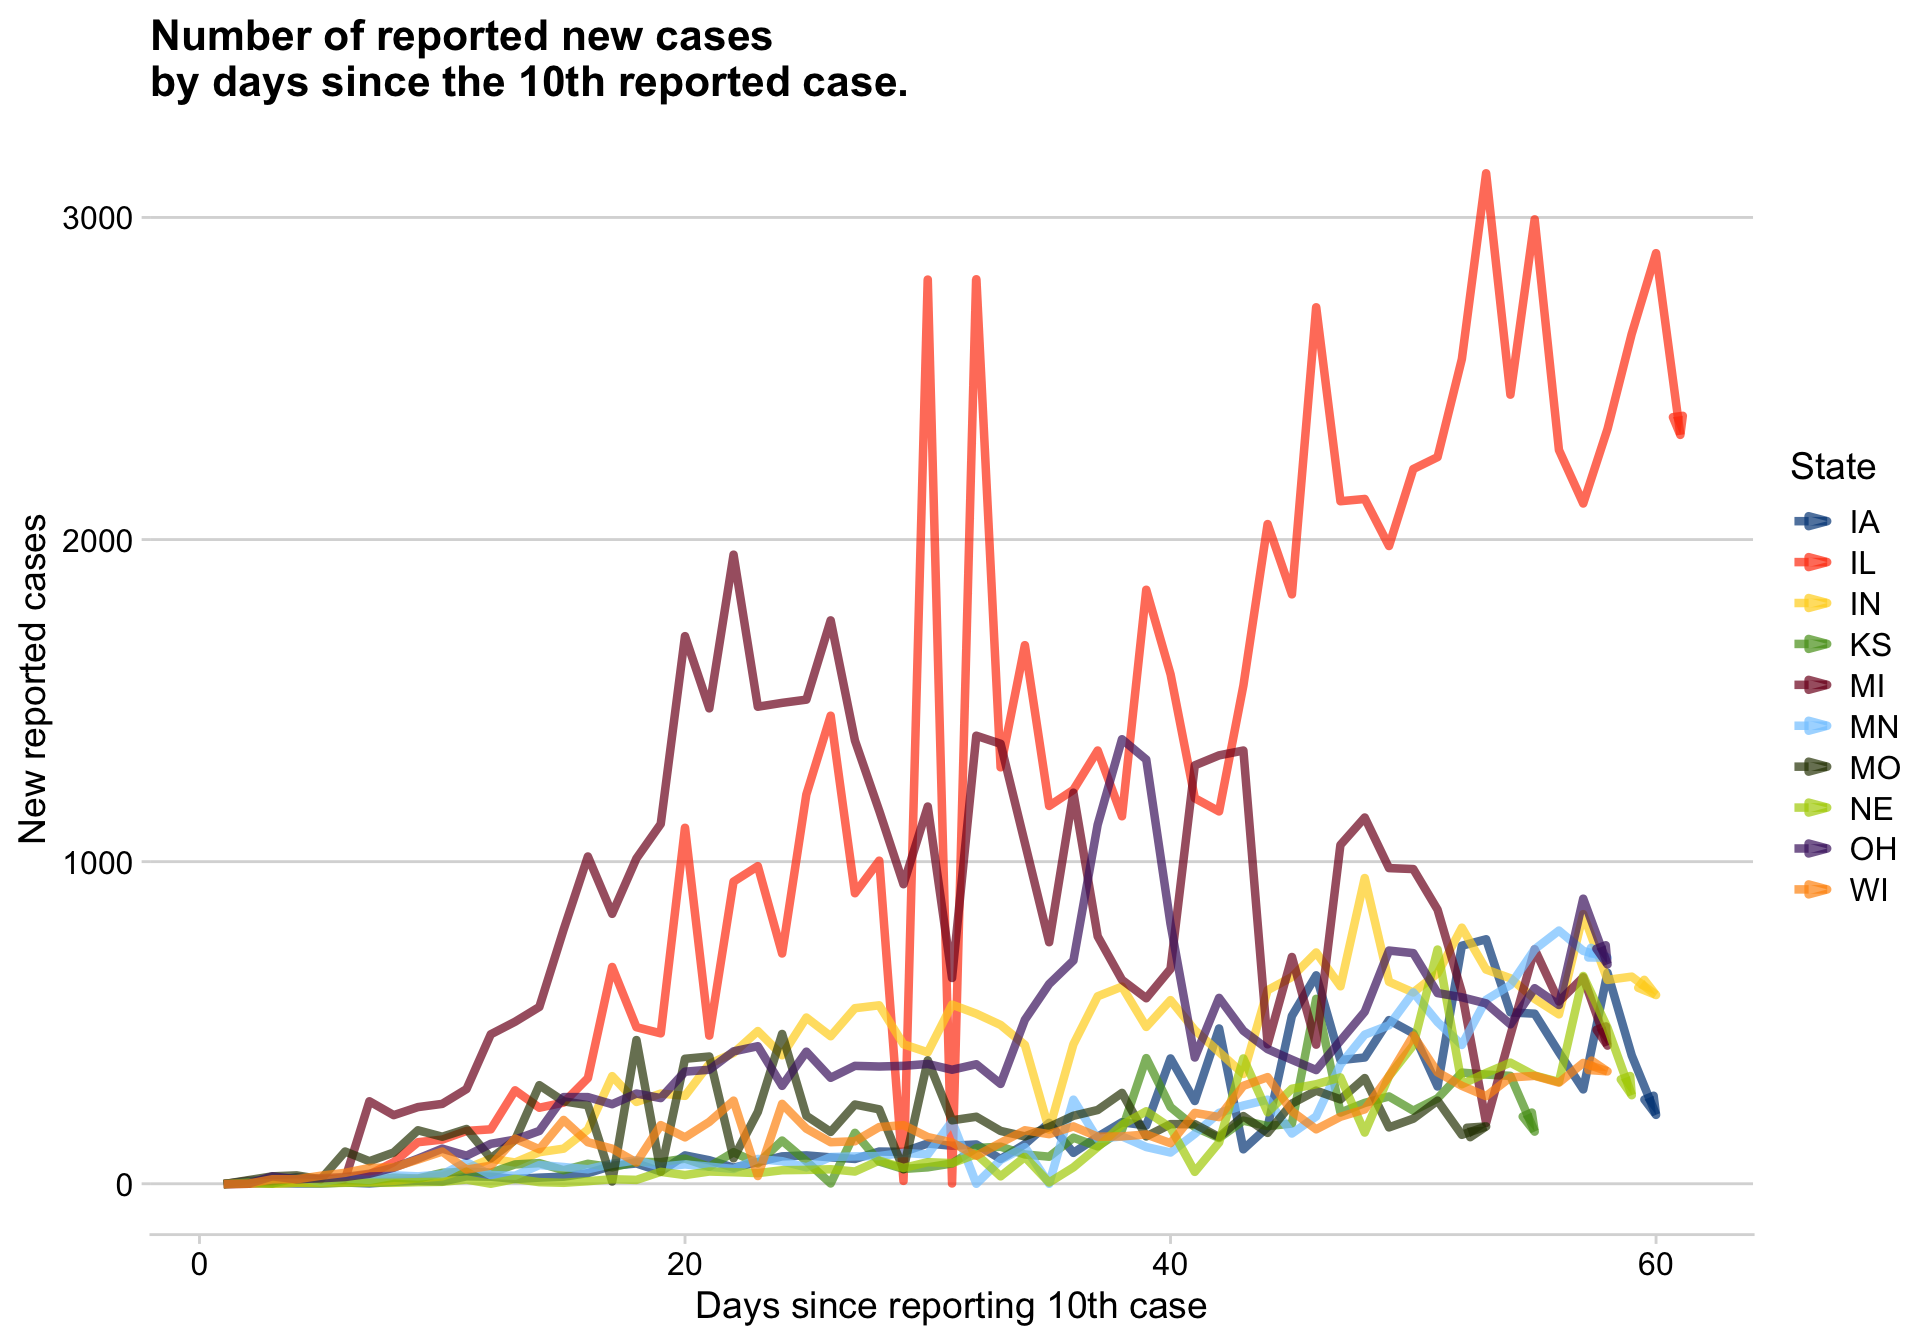 Number of reported new cases
by days since the 10th reported case.
New reported cases
3000
2000
1000
0
0
20
40
60
Days since reporting 10th case
State
IA
IL
IN
KS
MI
MN
MO
NE
OH
WI